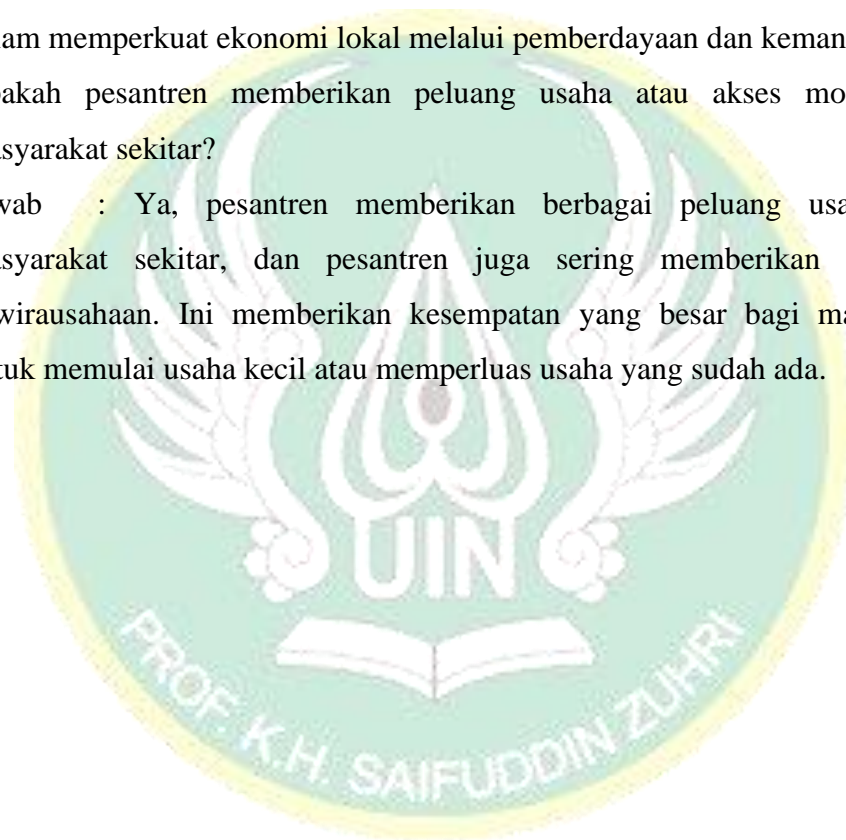 lam memperkuat ekonomi lokal melalui pemberdayaan dan keman
akah pesantren memberikan peluang usaha atau akses mo
syarakat sekitar?
wab : Ya, pesantren memberikan berbagai peluang usa
syarakat sekitar, dan pesantren juga sering memberikan
wirausahaan. Ini memberikan kesempatan yang besar bagi ma
tuk memulai usaha kecil atau memperluas usaha yang sudah ada.
UIN
PROF. K.H. SAIFUDDIN ZUHRI